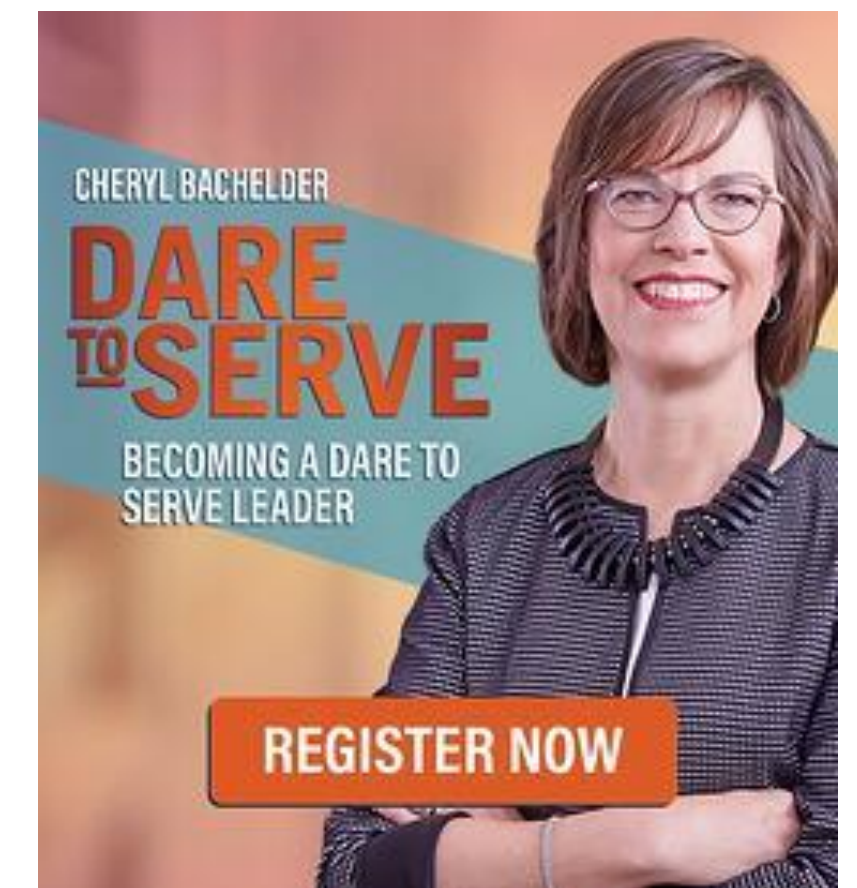 CHERYL BACHELDER
DARE
TO SERVE
BECOMING A DARE TO
SERVE LEADER
REGISTER NOW